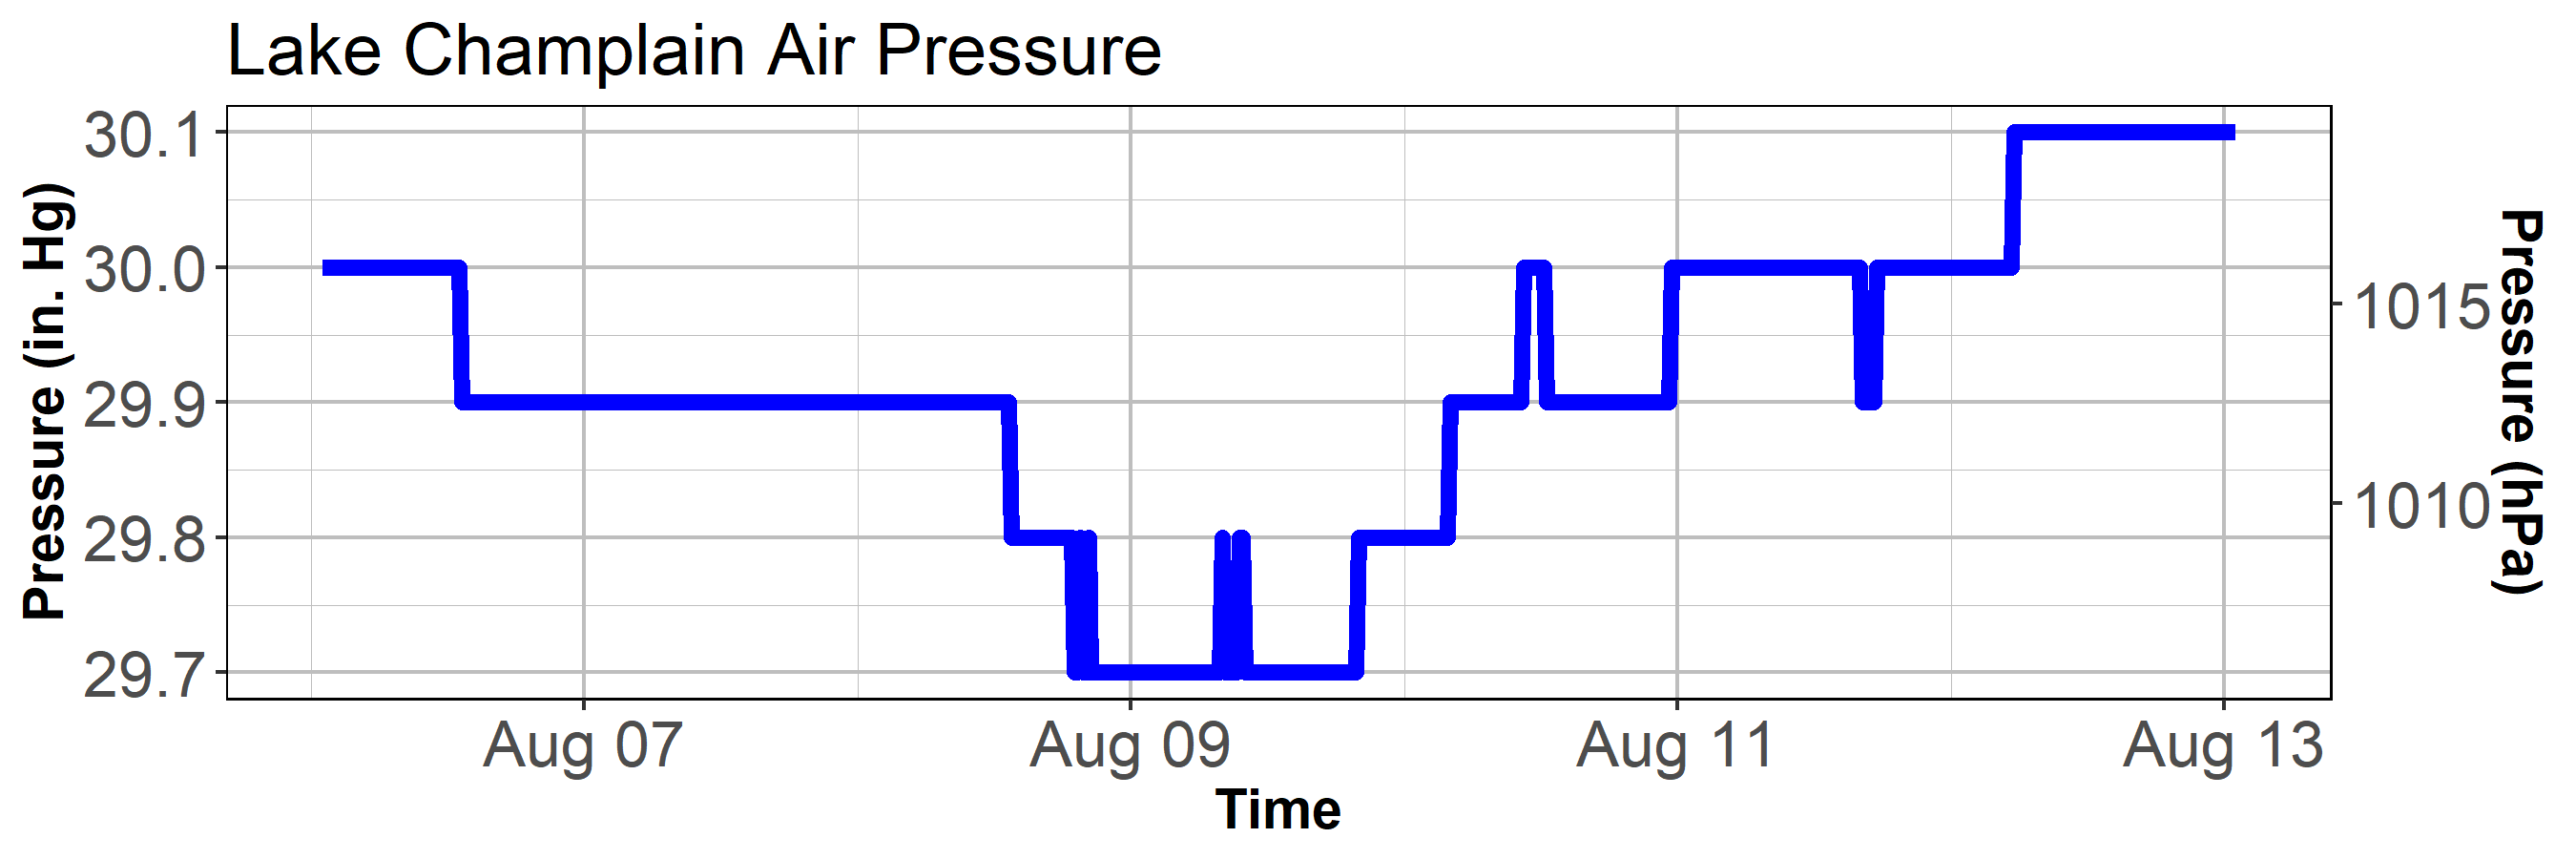 Lake Champlain Air Pressure
Pressure (in. Hg)
30.1
30.0
29.9
29.8
29.7
1015
1010
Pressure (hPa)
Aug 07 Aug 09 Aug 11 Aug 13
Time